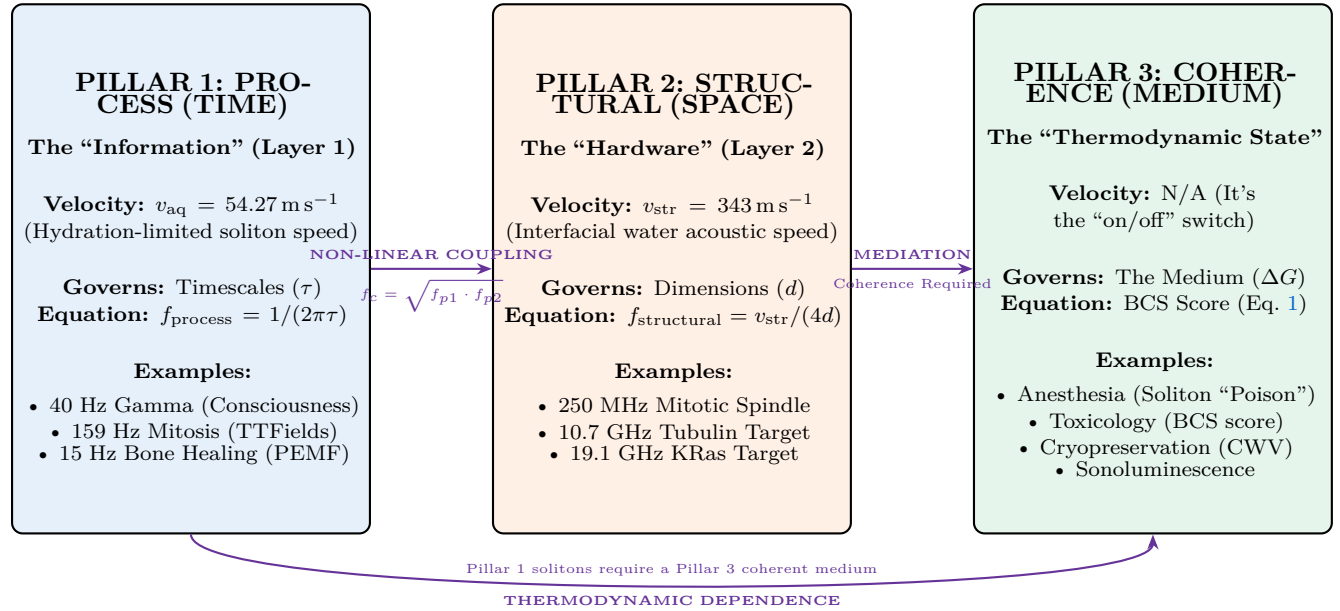 PILLAR 1: PRO-
CESS (TIME)
The “Information” (Layer 1)
Velocity: v_aq = 54.27 m s⁻¹
(Hydration-limited soliton speed)
Governs: Timescales (τ)
Equation: f_process = 1/(2πτ)
Examples:
• 40 Hz Gamma (Consciousness)
• 159 Hz Mitosis (TTFields)
• 15 Hz Bone Healing (PEMF)
NON-LINEAR COUPLING
f_c = √(f_p1 · f_p2)
PILLAR 2: STRUC-
TURAL (SPACE)
The “Hardware” (Layer 2)
Velocity: v_str = 343 m s⁻¹
(Interfacial water acoustic speed)
Governs: Dimensions (d)
Equation: f_structural = v_str/(4d)
Examples:
• 250 MHz Mitotic Spindle
• 10.7 GHz Tubulin Target
• 19.1 GHz KRas Target
MEDIATION
Coherence Required
PILLAR 3: COHER-
ENCE (MEDIUM)
The “Thermodynamic State”
Velocity: N/A (It’s
the “on/off” switch)
Governs: The Medium (ΔG)
Equation: BCS Score (Eq. 1)
Examples:
• Anesthesia (Soliton “Poison”)
• Toxicology (BCS score)
• Cryopreservation (CWV)
• Sonoluminescence
Pillar 1 solitons require a Pillar 3 coherent medium
THERMODYNAMIC DEPENDENCE